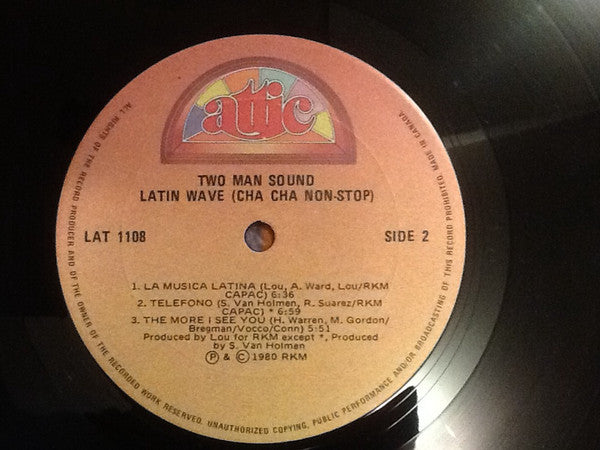 attic
TWO MAN SOUND
LATIN WAVE (CHA CHA NON-STOP)
LAT 1108
SIDE 2
1. LA MUSICA LATINA (Lou, A. Ward, Lou/RKM
CAPAC) 6:36
2. TELEFONO (S. Van Holmen, R. Suarez/RKM
CAPAC) * 6:59
3. THE MORE I SEE YOU (H. Warren, M. Gordon/
Bregman/Vocco/Conn) 5:51
Produced by Lou for RKM except *, Produced
by S. Van Holmen
Ⓟ & © 1980 RKM
ALL RIGHTS OF THE RECORD PRODUCER AND OF THE OWNER OF THE RECORDED WORK RESERVED. UNAUTHORIZED COPYING, PUBLIC PERFORMANCE AND/OR BROADCASTING OF THIS RECORD PROHIBITED. MADE IN CANADA.